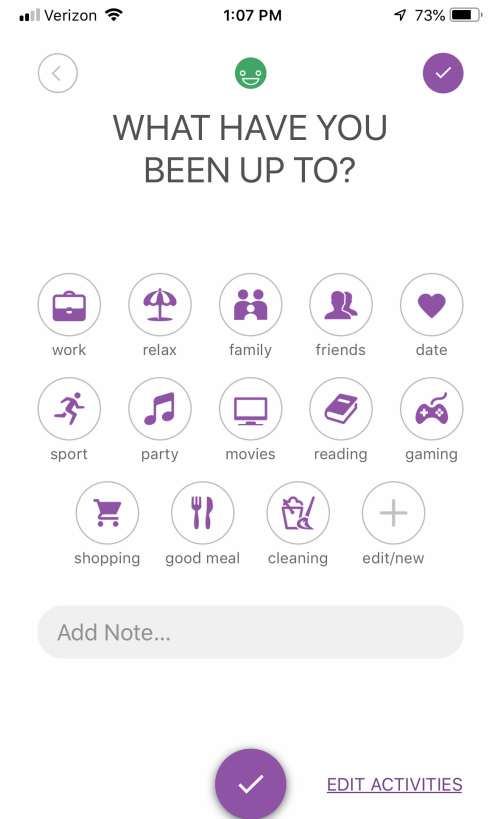 Verizon 1:07 PM 73%
WHAT HAVE YOU
BEEN UP TO?
work relax family friends date
sport party movies reading gaming
shopping good meal cleaning edit/new
Add Note...
EDIT ACTIVITIES